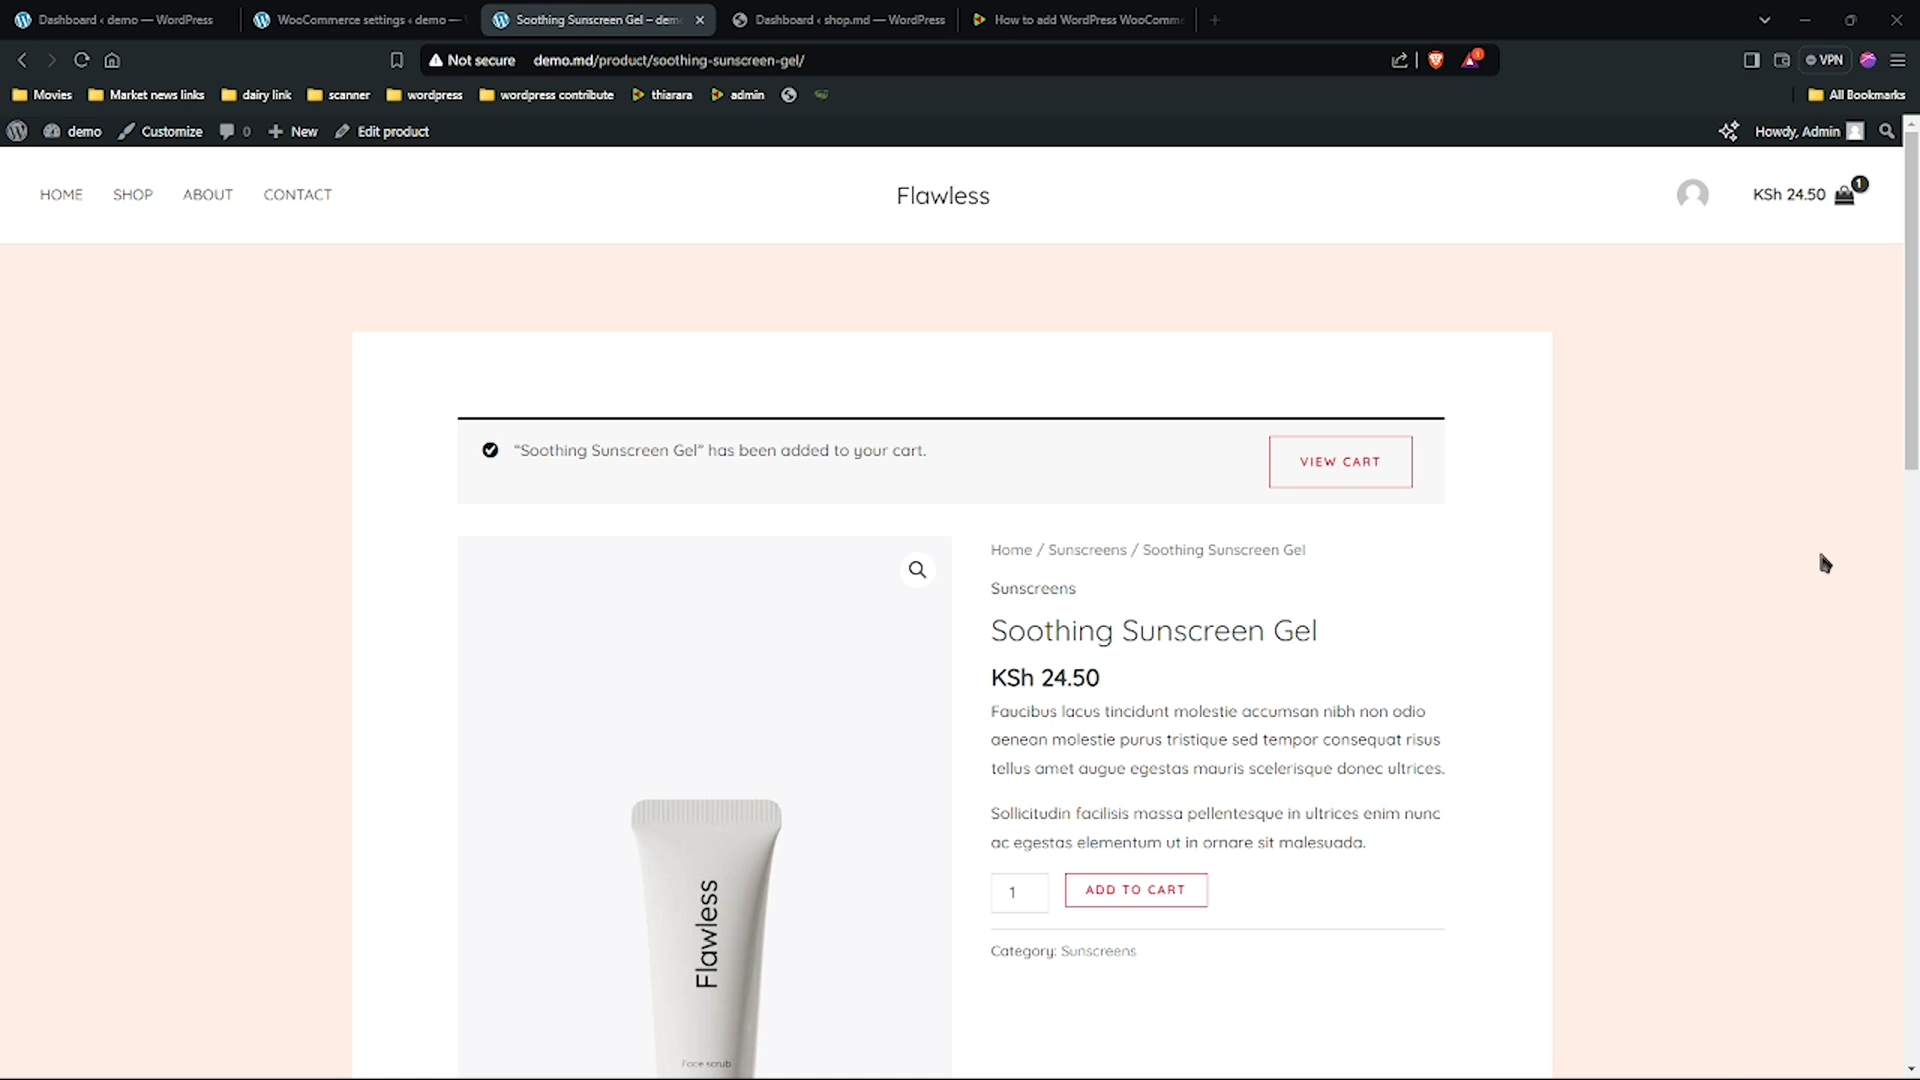 Dashboard ‹ demo — WordPress
WooCommerce settings ‹ demo —
Soothing Sunscreen Gel – dem
Dashboard ‹ shop.md — WordPress
How to add WordPress WooComm
Not secure demo.md/product/soothing-sunscreen-gel/
1
VPN
Movies Market news links dairy link scanner wordpress wordpress contribute thiarara admin All Bookmarks
demo Customize 0 New Edit product Howdy, Admin
HOME SHOP ABOUT CONTACT
Flawless
KSh 24.50 1
“Soothing Sunscreen Gel” has been added to your cart.
VIEW CART
Home / Sunscreens / Soothing Sunscreen Gel
Sunscreens
Soothing Sunscreen Gel
KSh 24.50
Faucibus lacus tincidunt molestie accumsan nibh non odio
aenean molestie purus tristique sed tempor consequat risus
tellus amet augue egestas mauris scelerisque donec ultrices.
Sollicitudin facilisis massa pellentesque in ultrices enim nunc
ac egestas elementum ut in ornare sit malesuada.
1 ADD TO CART
Category: Sunscreens
Flawless
Face scrub